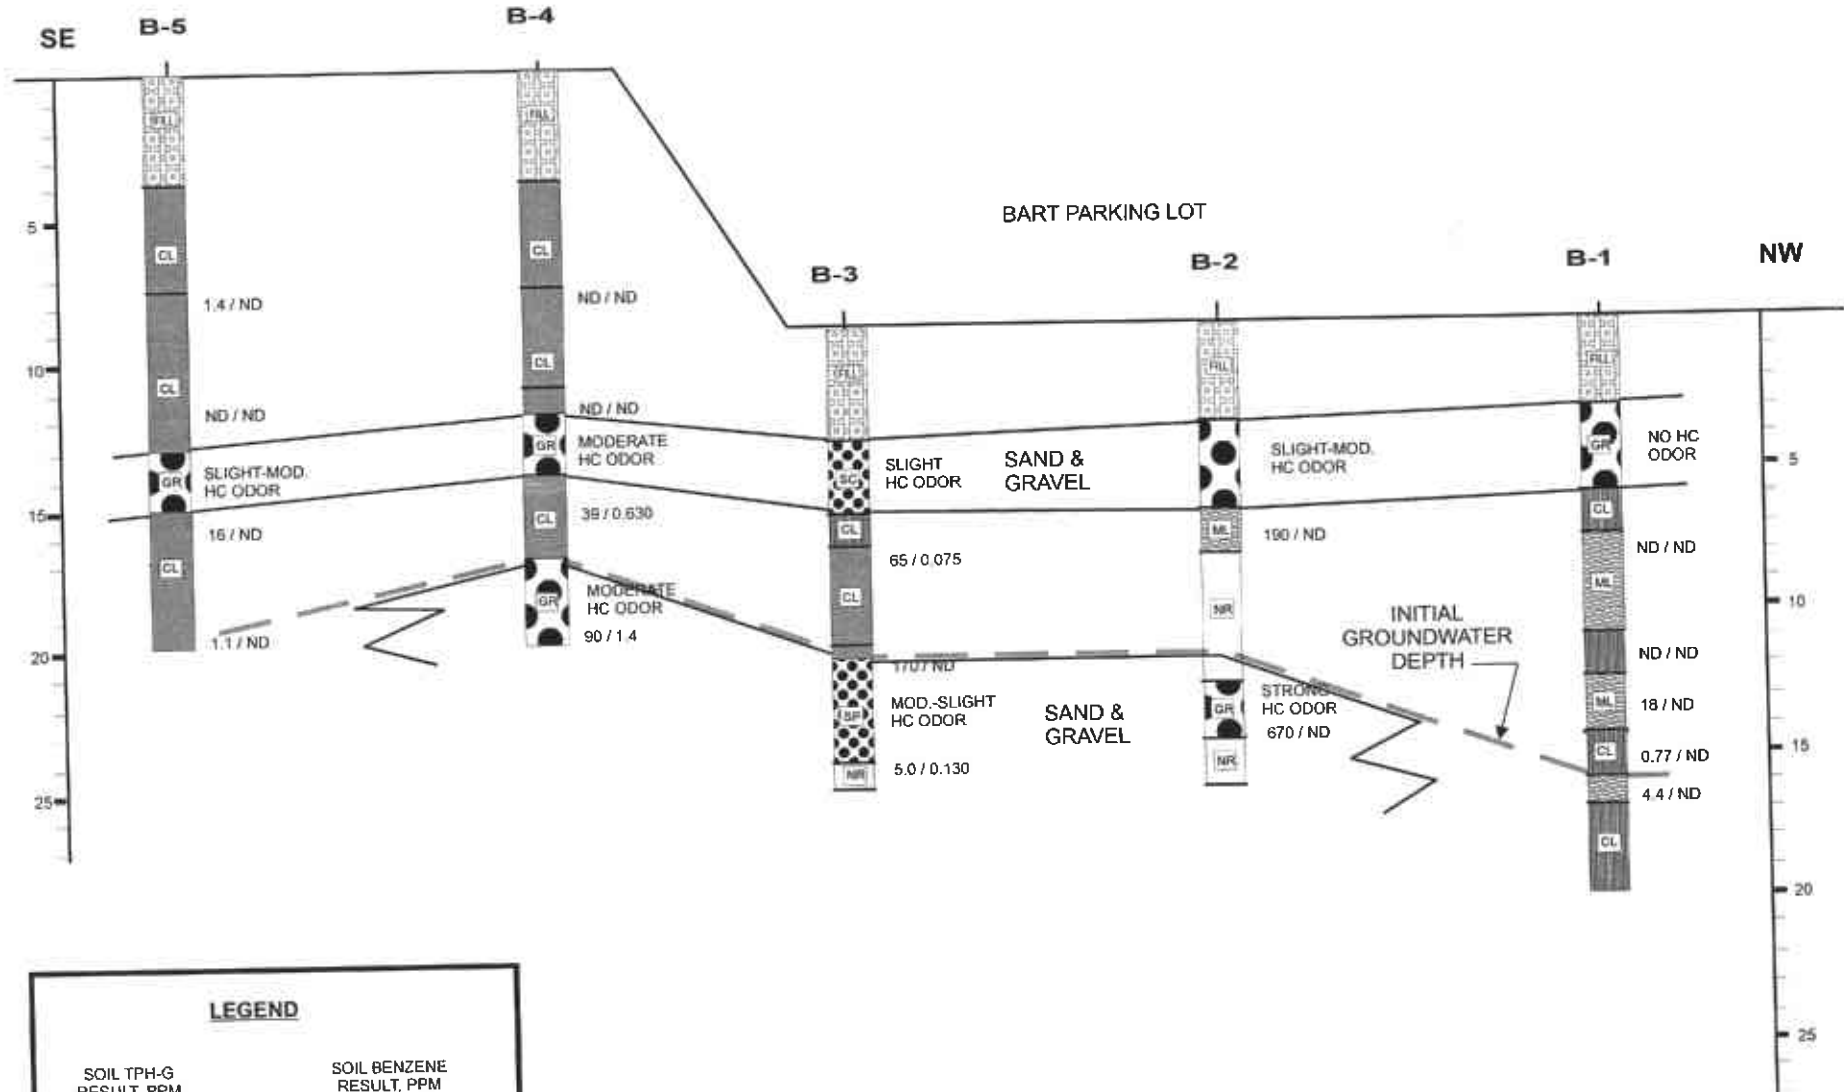 SE
B-5
B-4
BART PARKING LOT
B-3
B-2
B-1
NW
5
10
15
20
25
5
10
15
20
25
FILL
CL
1.4 / ND
CL
ND / ND
GR
SLIGHT-MOD.
HC ODOR
16 / ND
CL
1.1 / ND
FILL
CL
ND / ND
CL
ND / ND
GR
MODERATE
HC ODOR
CL
39 / 0.630
GR
MODERATE
HC ODOR
90 / 1.4
FILL
SC
SLIGHT
HC ODOR
SAND &
GRAVEL
CL
65 / 0.075
CL
170 / ND
SP
MOD.-SLIGHT
HC ODOR
SAND &
GRAVEL
NR
5.0 / 0.130
FILL
SLIGHT-MOD.
HC ODOR
ML
190 / ND
NR
STRONG
HC ODOR
GR
670 / ND
NR
INITIAL
GROUNDWATER
DEPTH
FILL
GR
NO HC
ODOR
CL
ND / ND
ML
ND / ND
ML
18 / ND
CL
0.77 / ND
4.4 / ND
CL
LEGEND
SOIL TPH-G
RESULT, PPM
SOIL BENZENE
RESULT, PPM